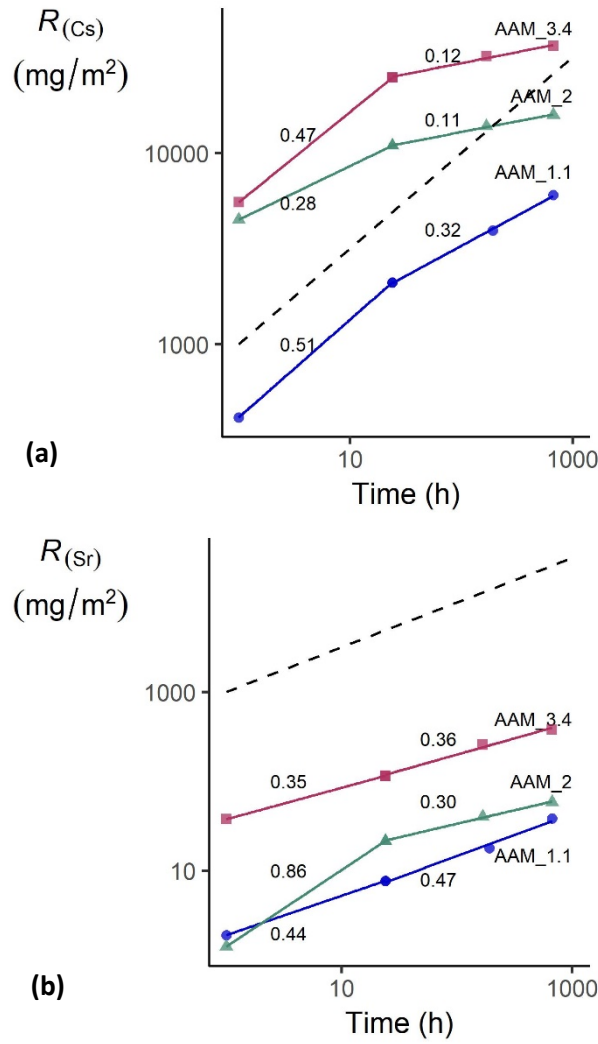 R(Cs)
(mg/m²)
AAM_3.4
0.12
AAM_2
0.47
0.11
10000
AAM_1.1
0.28
0.32
1000
0.51
(a)
10
1000
Time (h)
R(Sr)
(mg/m²)
1000
AAM_3.4
0.36
0.35
AAM_2
0.30
10
0.86
AAM_1.1
0.47
0.44
(b)
10
1000
Time (h)